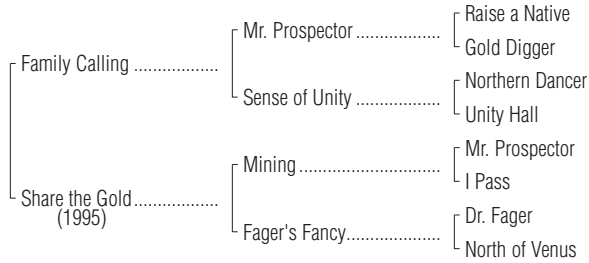 Raise a Native
Mr. Prospector ..................
Gold Digger
Family Calling ..................
Northern Dancer
Sense of Unity ..................
Unity Hall
Mr. Prospector
Mining ..............................
I Pass
Share the Gold ..................
(1995)
Dr. Fager
Fager's Fancy....................
North of Venus